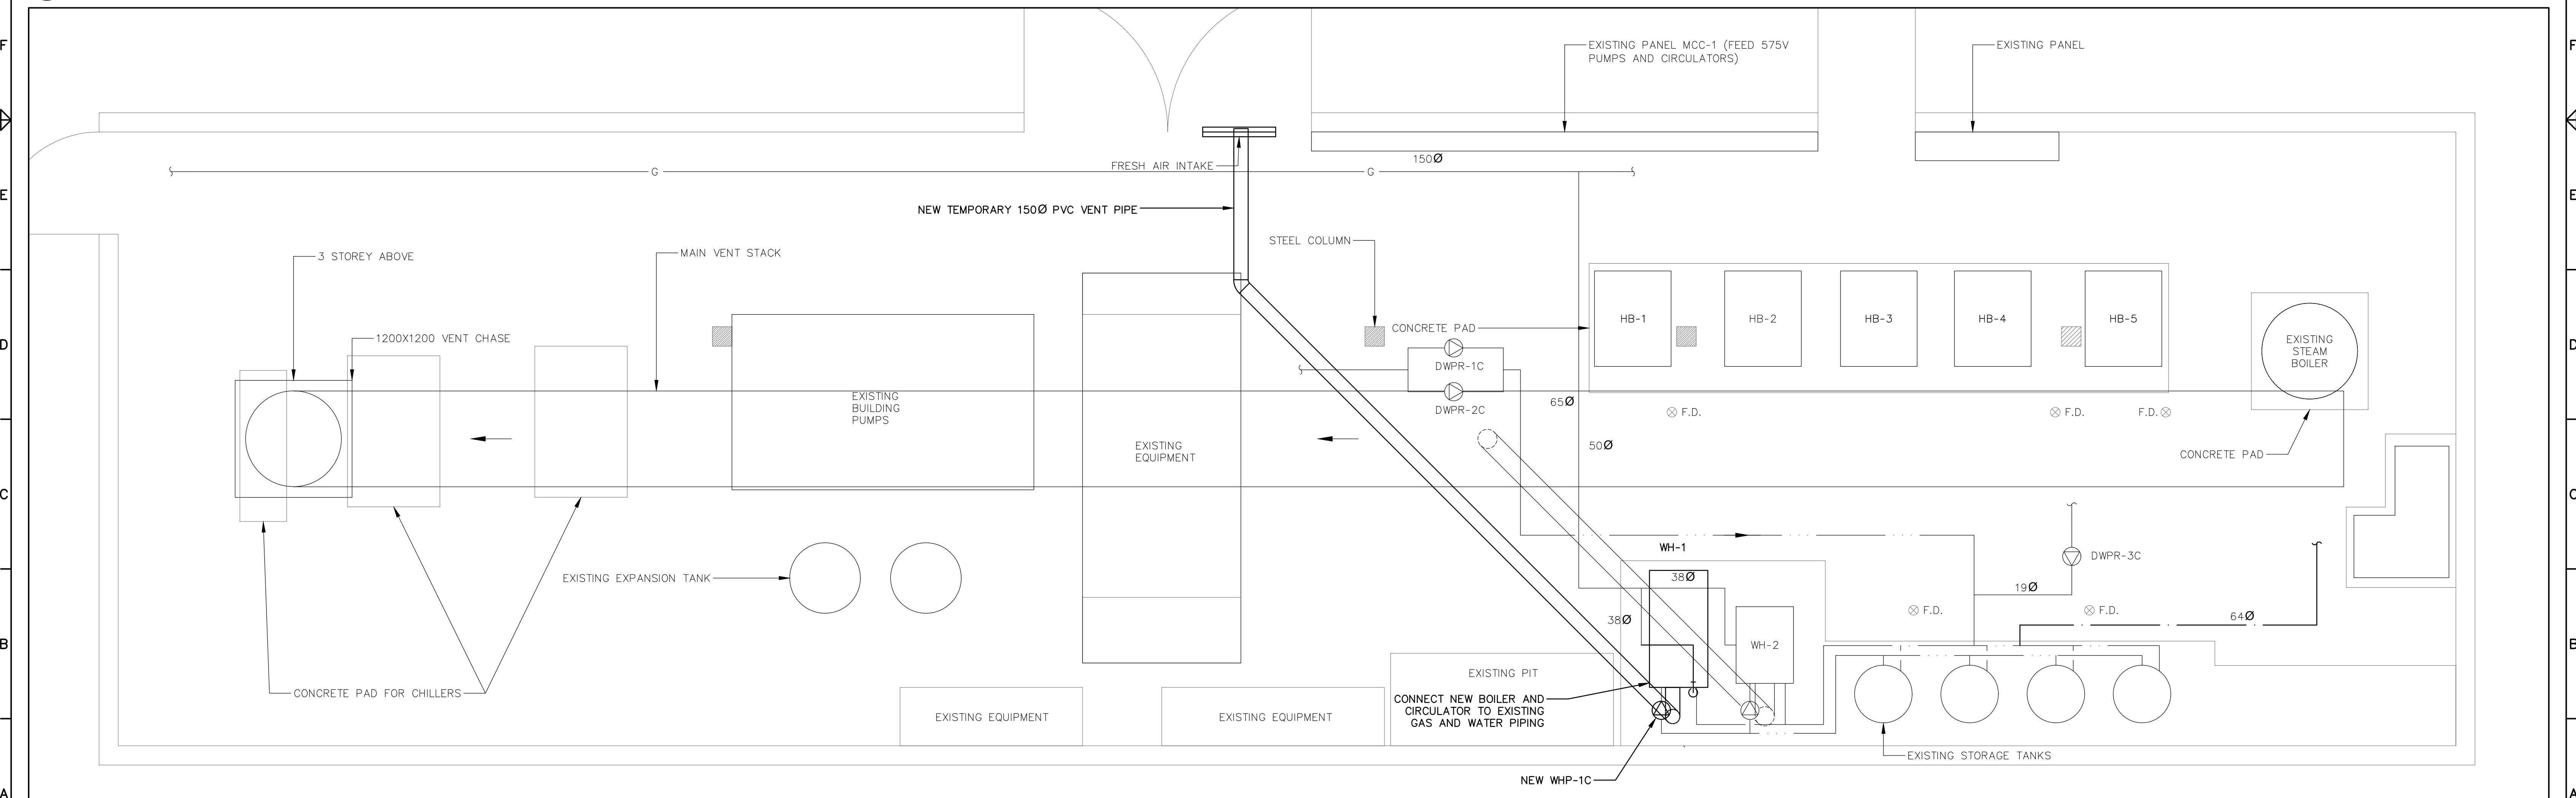 F
F
EXISTING PANEL MCC-1 (FEED 575V
PUMPS AND CIRCULATORS)
EXISTING PANEL
150Ø
FRESH AIR INTAKE
G
G
E
E
NEW TEMPORARY 150Ø PVC VENT PIPE
STEEL COLUMN
3 STOREY ABOVE
MAIN VENT STACK
1200X1200 VENT CHASE
CONCRETE PAD
HB-1
HB-2
HB-3
HB-4
HB-5
EXISTING
STEAM
BOILER
D
D
DWPR-1C
EXISTING
BUILDING
PUMPS
65Ø
DWPR-2C
F.D.
F.D.
F.D.
EXISTING
EQUIPMENT
50Ø
CONCRETE PAD
C
C
WH-1
DWPR-3C
EXISTING EXPANSION TANK
38Ø
19Ø
38Ø
F.D.
F.D.
64Ø
B
B
WH-2
EXISTING PIT
CONCRETE PAD FOR CHILLERS
CONNECT NEW BOILER AND
CIRCULATOR TO EXISTING
GAS AND WATER PIPING
EXISTING EQUIPMENT
EXISTING EQUIPMENT
EXISTING STORAGE TANKS
NEW WHP-1C
A
A